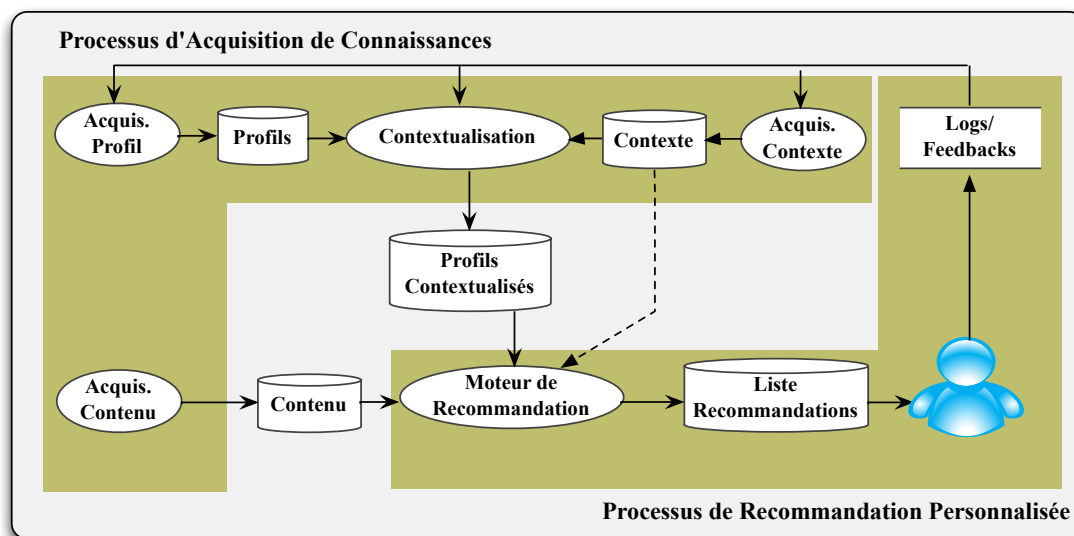 Processus d'Acquisition de Connaissances
Acquis.
Profil
Profils
Contextualisation
Contexte
Acquis.
Contexte
Logs/
Feedbacks
Profils
Contextualisés
Acquis.
Contenu
Contenu
Moteur de
Recommandation
Liste
Recommandations
Processus de Recommandation Personnalisée